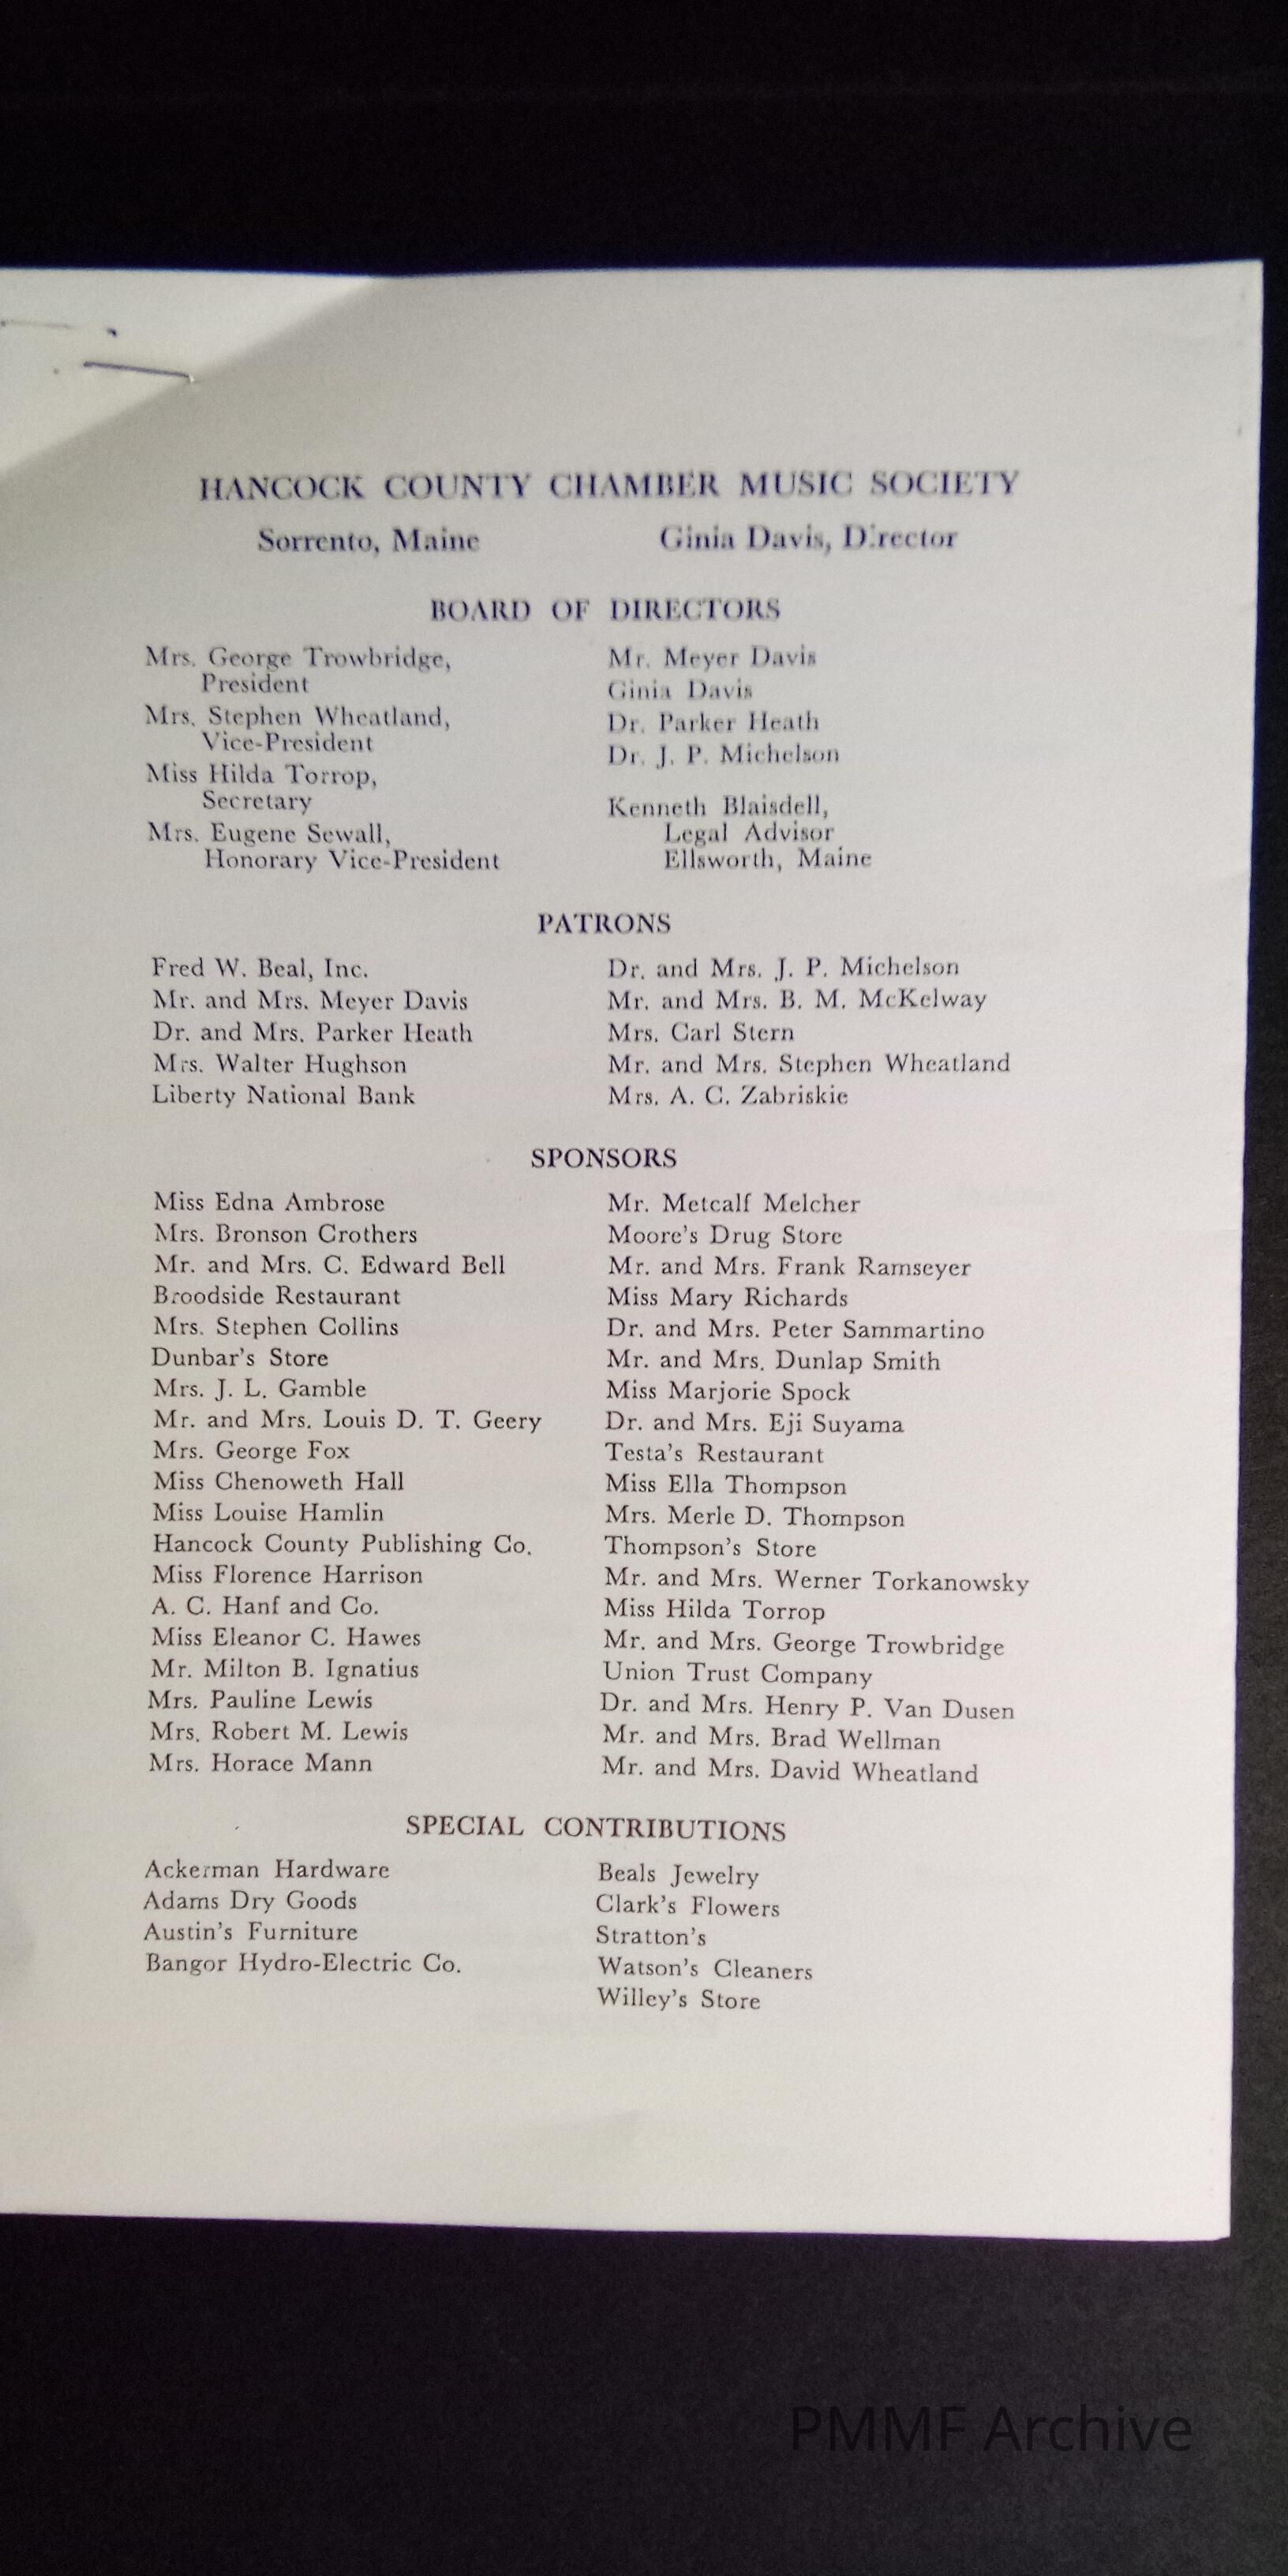 HANCOCK COUNTY CHAMBER MUSIC SOCIETY
Sorrento, Maine
Ginia Davis, Director
BOARD OF DIRECTORS
Mrs. George Trowbridge,
President
Mrs. Stephen Wheatland,
Vice-President
Miss Hilda Torrop,
Secretary
Mrs. Eugene Sewall,
Honorary Vice-President
Mr. Meyer Davis
Ginia Davis
Dr. Parker Heath
Dr. J. P. Michelson
Kenneth Blaisdell,
Legal Advisor
Ellsworth, Maine
PATRONS
Fred W. Beal, Inc.
Mr. and Mrs. Meyer Davis
Dr. and Mrs. Parker Heath
Mrs. Walter Hughson
Liberty National Bank
Dr. and Mrs. J. P. Michelson
Mr. and Mrs. B. M. McKelway
Mrs. Carl Stern
Mr. and Mrs. Stephen Wheatland
Mrs. A. C. Zabriskie
SPONSORS
Miss Edna Ambrose
Mrs. Bronson Crothers
Mr. and Mrs. C. Edward Bell
Broodside Restaurant
Mrs. Stephen Collins
Dunbar's Store
Mrs. J. L. Gamble
Mr. and Mrs. Louis D. T. Geery
Mrs. George Fox
Miss Chenoweth Hall
Miss Louise Hamlin
Hancock County Publishing Co.
Miss Florence Harrison
A. C. Hanf and Co.
Miss Eleanor C. Hawes
Mr. Milton B. Ignatius
Mrs. Pauline Lewis
Mrs. Robert M. Lewis
Mrs. Horace Mann
Mr. Metcalf Melcher
Moore's Drug Store
Mr. and Mrs. Frank Ramseyer
Miss Mary Richards
Dr. and Mrs. Peter Sammartino
Mr. and Mrs. Dunlap Smith
Miss Marjorie Spock
Dr. and Mrs. Eji Suyama
Testa's Restaurant
Miss Ella Thompson
Mrs. Merle D. Thompson
Thompson's Store
Mr. and Mrs. Werner Torkanowsky
Miss Hilda Torrop
Mr. and Mrs. George Trowbridge
Union Trust Company
Dr. and Mrs. Henry P. Van Dusen
Mr. and Mrs. Brad Wellman
Mr. and Mrs. David Wheatland
SPECIAL CONTRIBUTIONS
Ackerman Hardware
Adams Dry Goods
Austin's Furniture
Bangor Hydro-Electric Co.
Beals Jewelry
Clark's Flowers
Stratton's
Watson's Cleaners
Willey's Store
PMMF Archive